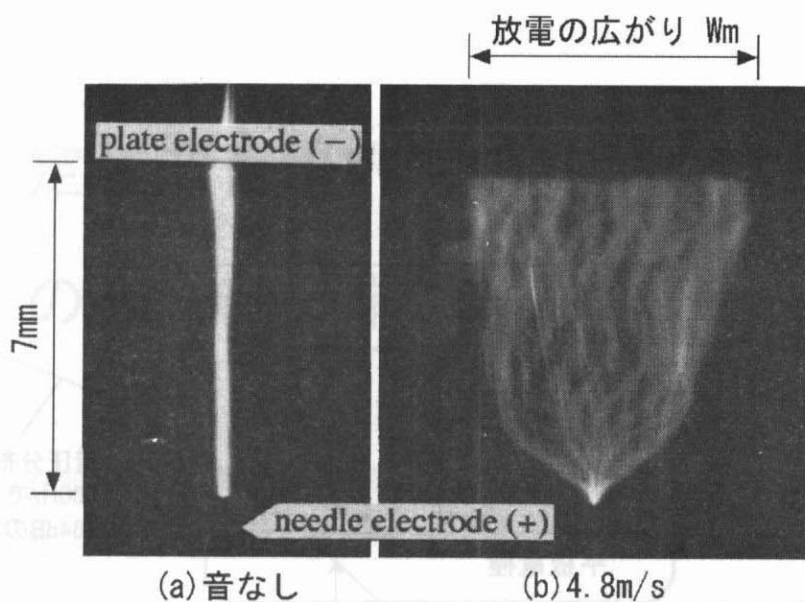 放電の広がり Wm
plate electrode (−)
7mm
needle electrode (+)
(a)音なし
(b)4.8m/s